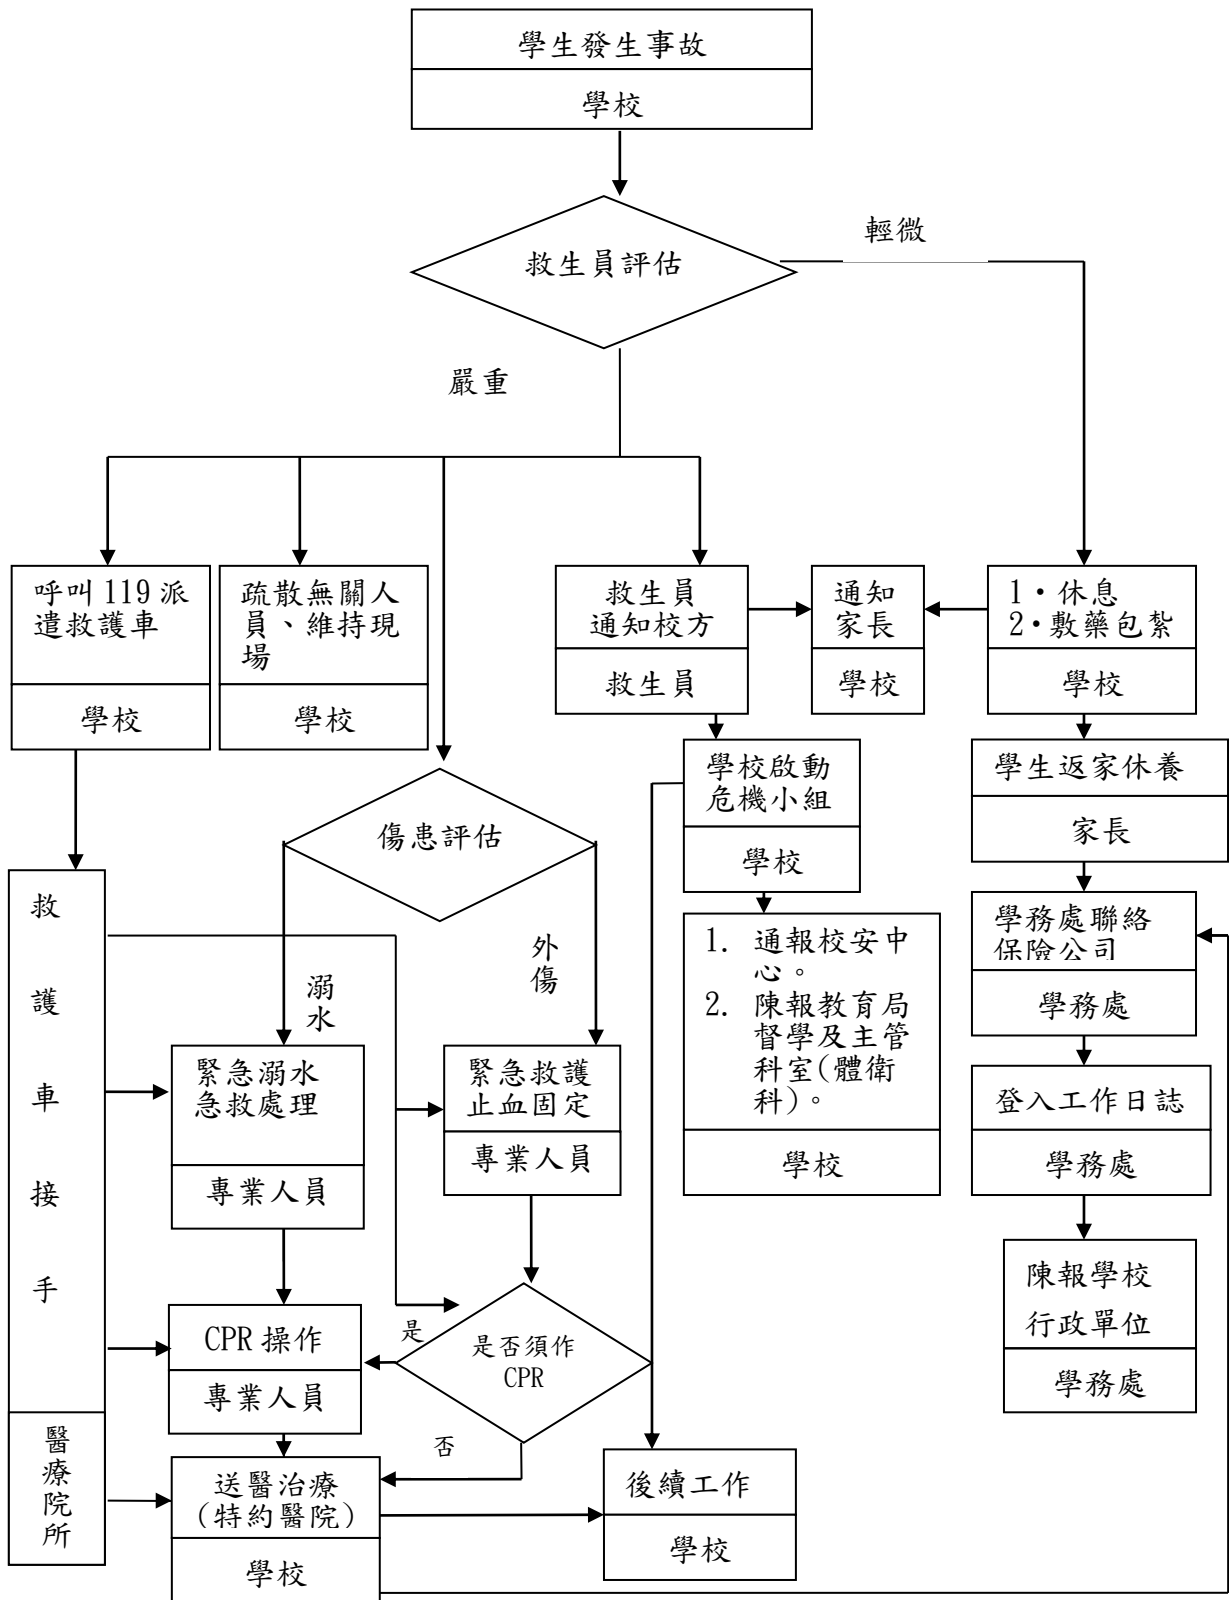 學生發生事故
學校
救生員評估
輕微
嚴重
呼叫119派
遣救護車
學校
疏散無關人
員、維持現
場
學校
救生員
通知校方
救生員
通知
家長
學校
1‧休息
2‧敷藥包紮
學校
學校啟動
危機小組
學校
學生返家休養
家長
傷患評估
溺
水
外
傷
救
護
車
接
手
醫
療
院
所
1. 通報校安中
心。
2. 陳報教育局
督學及主管
科室(體衛
科)。
學校
學務處聯絡
保險公司
學務處
緊急溺水
急救處理
專業人員
緊急救護
止血固定
專業人員
登入工作日誌
學務處
CPR操作
專業人員
是
是否須作
CPR
否
陳報學校
行政單位
學務處
送醫治療
(特約醫院)
學校
後續工作
學校